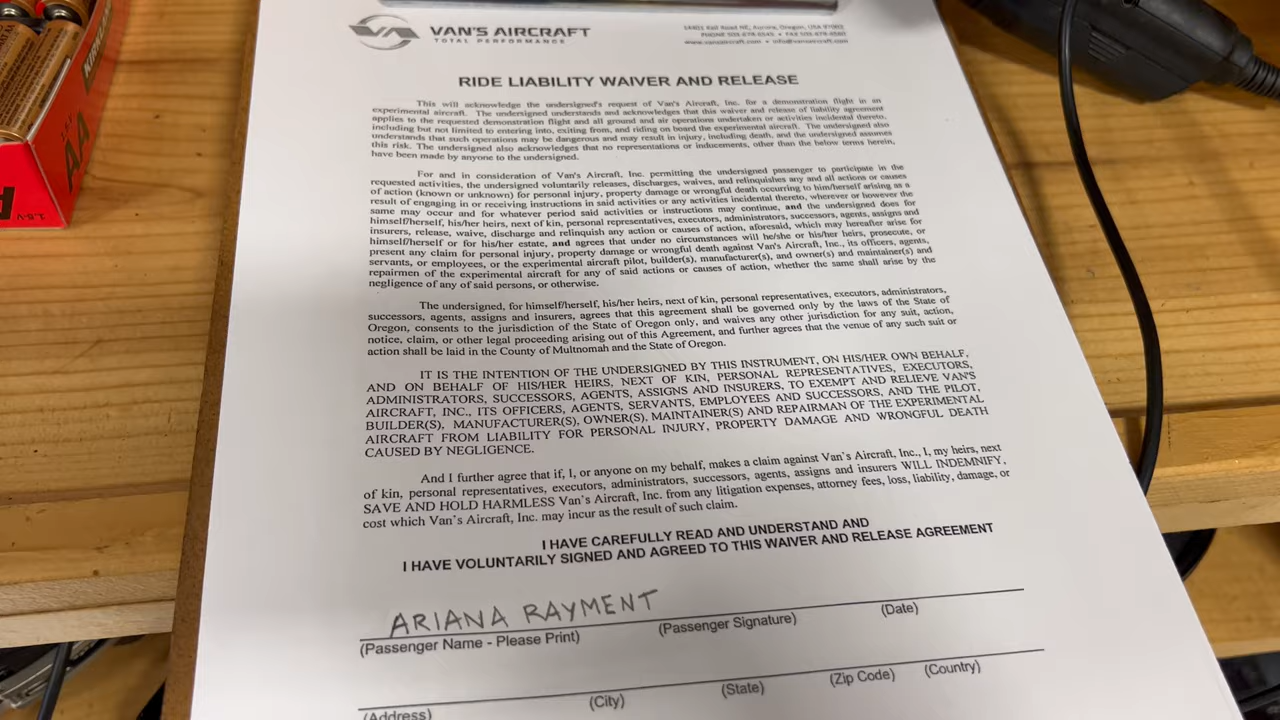 VAN'S AIRCRAFT
TOTAL PERFORMANCE
14401 Keil Road NE, Aurora, Oregon, USA 97002
PHONE 503-678-6545 • FAX 503-678-6560
www.vansaircraft.com • info@vansaircraft.com
RIDE LIABILITY WAIVER AND RELEASE
This will acknowledge the undersigned's request of Van's Aircraft, Inc. for a demonstration flight in an
experimental aircraft. The undersigned understands and acknowledges that this waiver and release of liability agreement
applies to the requested demonstration flight and all ground and air operations undertaken or activities incidental thereto,
including but not limited to entering into, exiting from, and riding on board the experimental aircraft. The undersigned also
understands that such operations may be dangerous and may result in injury, including death, and the undersigned assumes
this risk. The undersigned also acknowledges that no representations or inducements, other than the below terms herein,
have been made by anyone to the undersigned.
For and in consideration of Van's Aircraft, Inc. permitting the undersigned passenger to participate in the
requested activities, the undersigned voluntarily releases, discharges, waives, and relinquishes any and all actions or causes
of action (known or unknown) for personal injury, property damage or wrongful death occurring to him/herself arising as a
result of engaging in or receiving instructions in said activities or any activities incidental thereto, wherever or however the
same may occur and for whatever period said activities or instructions may continue, and the undersigned does for
himself/herself, his/her heirs, next of kin, personal representatives, executors, administrators, successors, agents, assigns and
insurers, release, waive, discharge and relinquish any action or causes of action, aforesaid, which may hereafter arise for
himself/herself or for his/her estate, and agrees that under no circumstances will he/she or his/her heirs, prosecute, or
present any claim for personal injury, property damage or wrongful death against Van's Aircraft, Inc., its officers, agents,
servants, or employees, or the experimental aircraft pilot, builder(s), manufacturer(s), and owner(s) and maintainer(s) and
repairmen of the experimental aircraft for any of said actions or causes of action, whether the same shall arise by the
negligence of any of said persons, or otherwise.
The undersigned, for himself/herself, his/her heirs, next of kin, personal representatives, executors, administrators,
successors, agents, assigns and insurers, agrees that this agreement shall be governed only by the laws of the State of
Oregon, consents to the jurisdiction of the State of Oregon only, and waives any other jurisdiction for any suit, action,
notice, claim, or other legal proceeding arising out of this Agreement, and further agrees that the venue of any such suit or
action shall be laid in the County of Multnomah and the State of Oregon.
IT IS THE INTENTION OF THE UNDERSIGNED BY THIS INSTRUMENT, ON HIS/HER OWN BEHALF,
AND ON BEHALF OF HIS/HER HEIRS, NEXT OF KIN, PERSONAL REPRESENTATIVES, EXECUTORS,
ADMINISTRATORS, SUCCESSORS, AGENTS, ASSIGNS AND INSURERS, TO EXEMPT AND RELIEVE VAN'S
AIRCRAFT, INC., ITS OFFICERS, AGENTS, SERVANTS, EMPLOYEES AND SUCCESSORS, AND THE PILOT,
BUILDER(S), MANUFACTURER(S), OWNER(S), MAINTAINER(S) AND REPAIRMAN OF THE EXPERIMENTAL
AIRCRAFT FROM LIABILITY FOR PERSONAL INJURY, PROPERTY DAMAGE AND WRONGFUL DEATH
CAUSED BY NEGLIGENCE.
And I further agree that if, I, or anyone on my behalf, makes a claim against Van's Aircraft, Inc., I, my heirs, next
of kin, personal representatives, executors, administrators, successors, agents, assigns and insurers WILL INDEMNIFY,
SAVE AND HOLD HARMLESS Van's Aircraft, Inc. from any litigation expenses, attorney fees, loss, liability, damage, or
cost which Van's Aircraft, Inc. may incur as the result of such claim.
I HAVE CAREFULLY READ AND UNDERSTAND AND
I HAVE VOLUNTARILY SIGNED AND AGREED TO THIS WAIVER AND RELEASE AGREEMENT
ARIANA RAYMENT
(Passenger Name - Please Print) (Passenger Signature) (Date)
(Address) (City) (State) (Zip Code) (Country)
AA
1.5-V